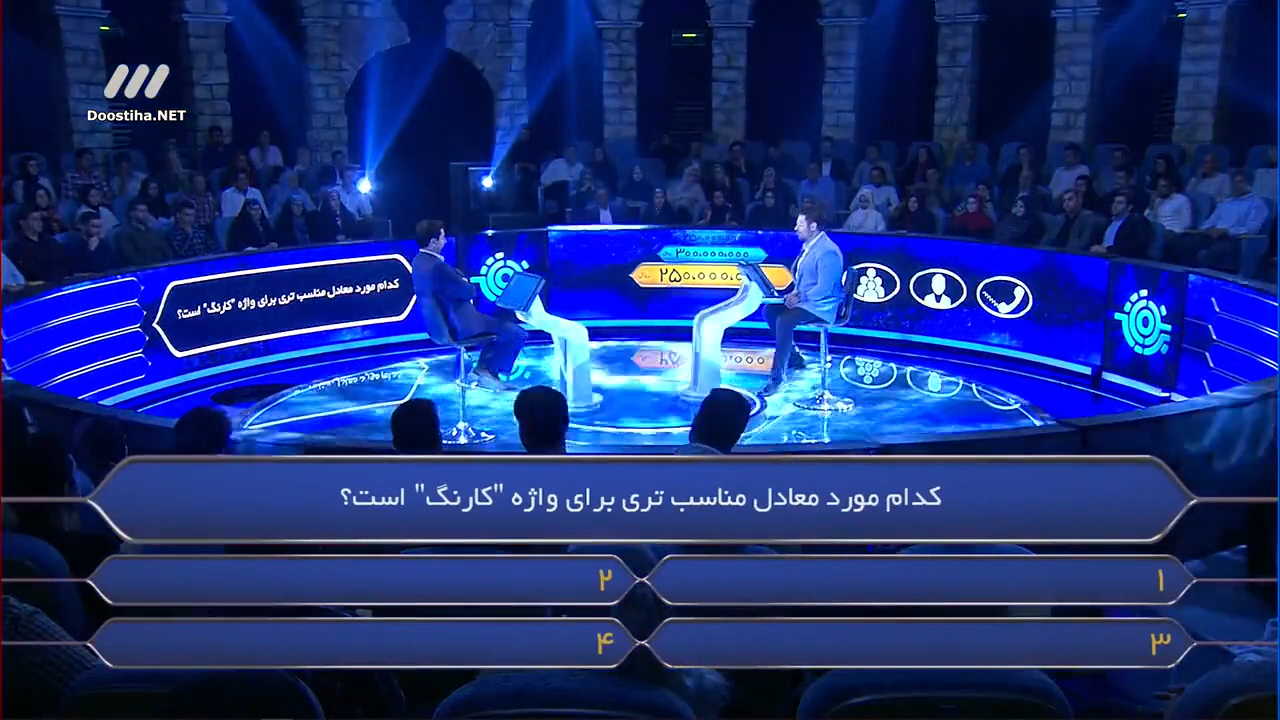 Doostiha.NET
۳۰۰،۰۰۰،۰۰۰
کدام مورد معادل مناسب تری برای واژه "کارنگ" است؟
کدام مورد معادل مناسب تری برای واژه "کارنگ" است؟
۱
۲
۳
۴